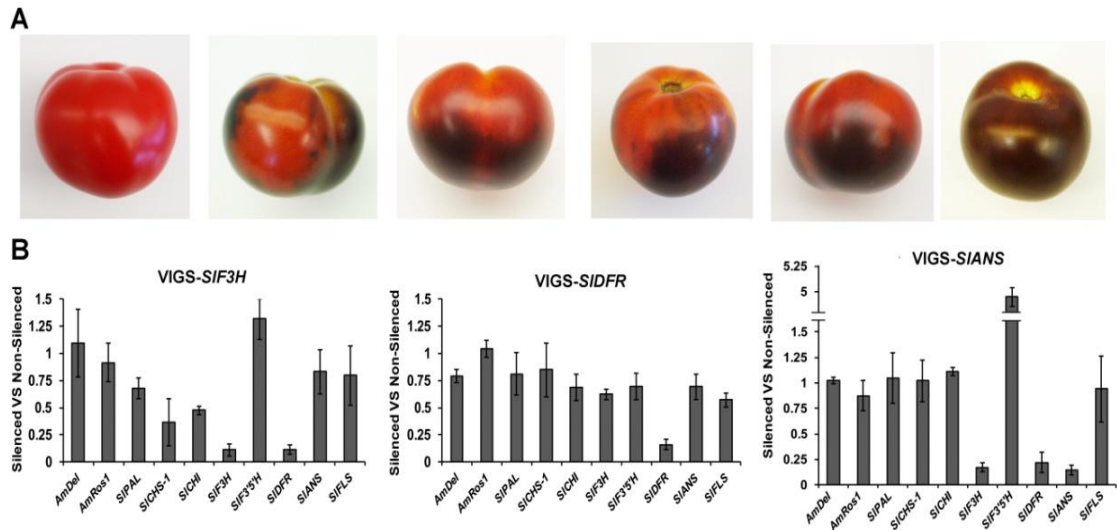 A
B
VIGS-SlF3H
Silenced VS Non-Silenced
1.5
1.25
1
0.75
0.5
0.25
0
AmDel
AmRos1
SlPAL
SlCHS-1
SlCHI
SlF3H
SlF3'5'H
SlDFR
SlANS
SlFLS
VIGS-SlDFR
Silenced VS Non-Silenced
1.5
1.25
1
0.75
0.5
0.25
0
AmDel
AmRos1
SlPAL
SlCHS-1
SlCHI
SlF3H
SlF3'5'H
SlDFR
SlANS
SlFLS
VIGS-SlANS
Silenced VS Non-Silenced
5.25
5
1.5
1.25
1
0.75
0.5
0.25
0
AmDel
AmRos1
SlPAL
SlCHS-1
SlCHI
SlF3H
SlF3'5'H
SlDFR
SlANS
SlFLS